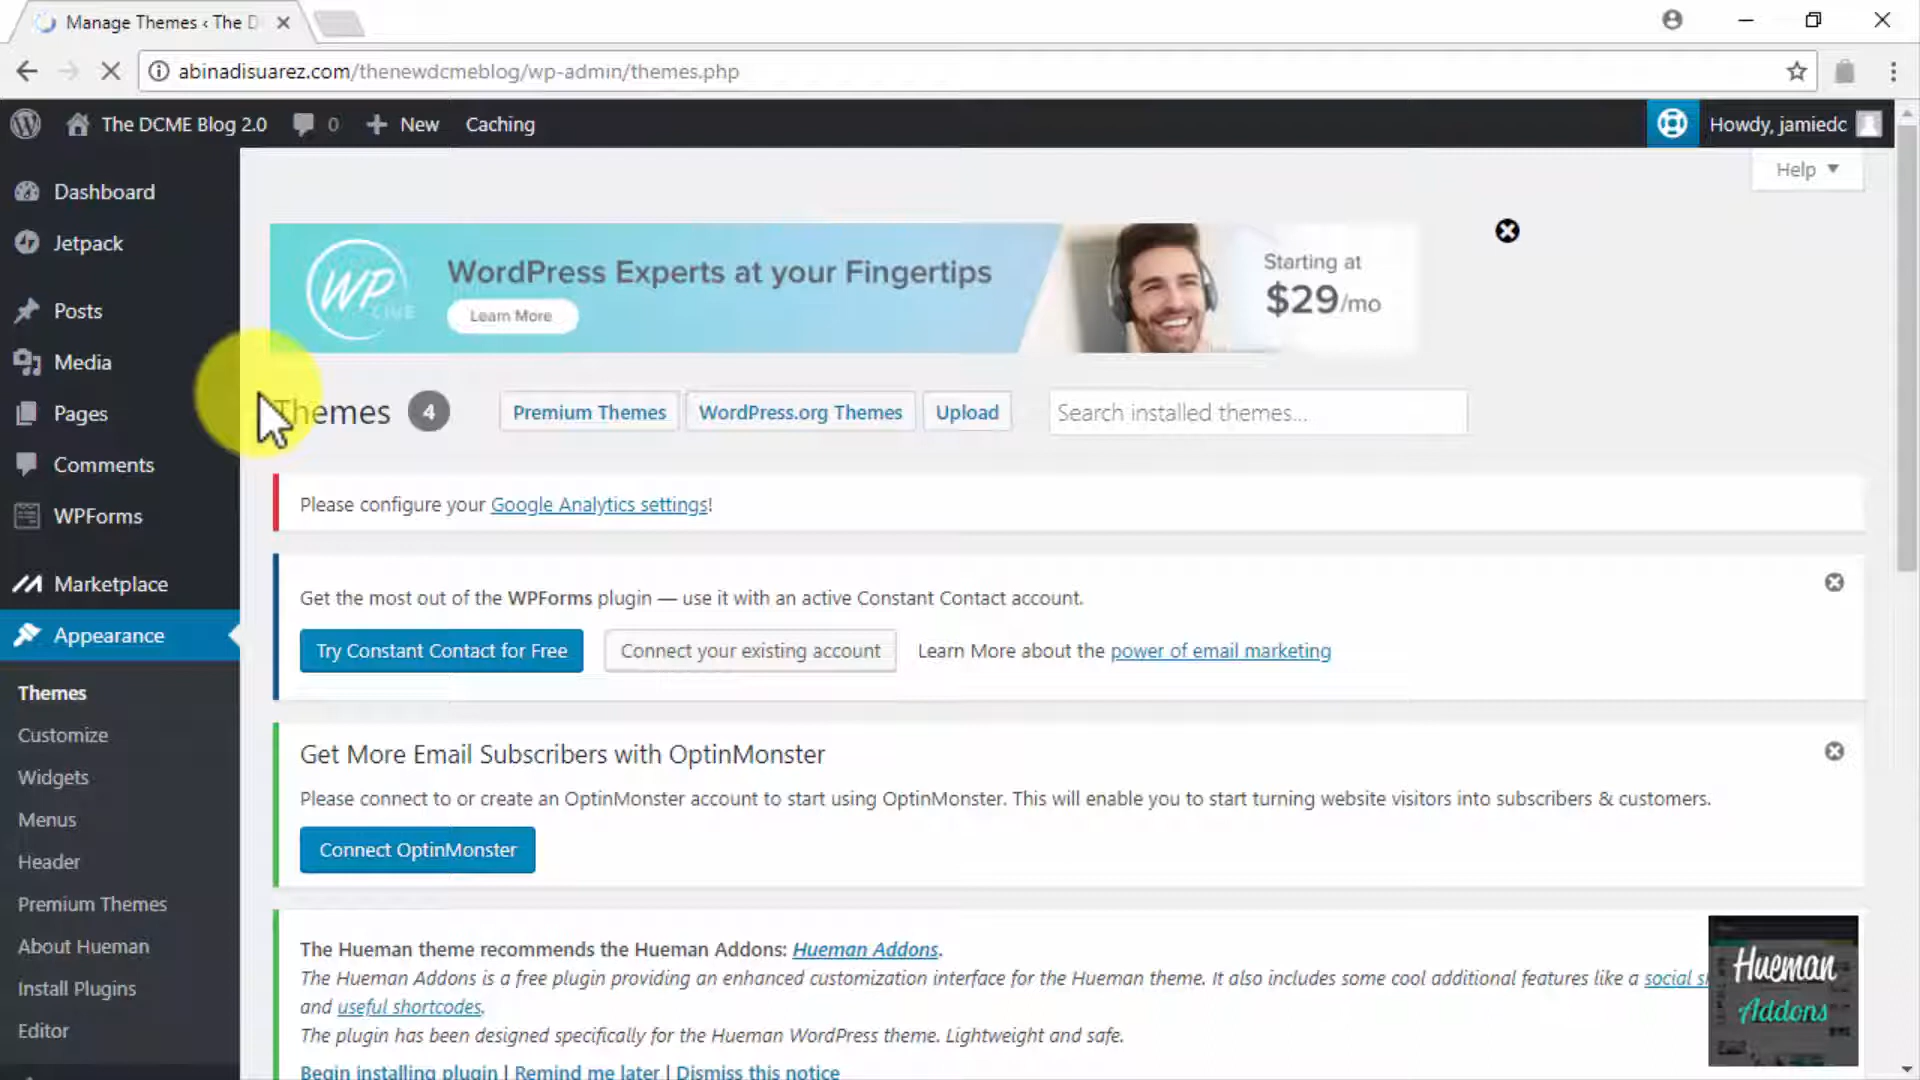 Manage Themes ‹ The D
abinadisuarez.com/thenewdcmeblog/wp-admin/themes.php
The DCME Blog 2.0
0
New
Caching
Howdy, jamiedc
Help
Dashboard
Jetpack
Posts
Media
Pages
Comments
WPForms
Marketplace
Appearance
Themes
Customize
Widgets
Menus
Header
Premium Themes
About Hueman
Install Plugins
Editor
WP
LIVE
WordPress Experts at your Fingertips
Learn More
Starting at
$29/mo
Themes 4
Premium Themes
WordPress.org Themes
Upload
Search installed themes...
Please configure your Google Analytics settings!
Get the most out of the WPForms plugin — use it with an active Constant Contact account.
Try Constant Contact for Free
Connect your existing account
Learn More about the power of email marketing
Get More Email Subscribers with OptinMonster
Please connect to or create an OptinMonster account to start using OptinMonster. This will enable you to start turning website visitors into subscribers & customers.
Connect OptinMonster
The Hueman theme recommends the Hueman Addons: Hueman Addons.
The Hueman Addons is a free plugin providing an enhanced customization interface for the Hueman theme. It also includes some cool additional features like a social
and useful shortcodes.
The plugin has been designed specifically for the Hueman WordPress theme. Lightweight and safe.
Begin installing plugin | Remind me later | Dismiss this notice
Hueman
Addons